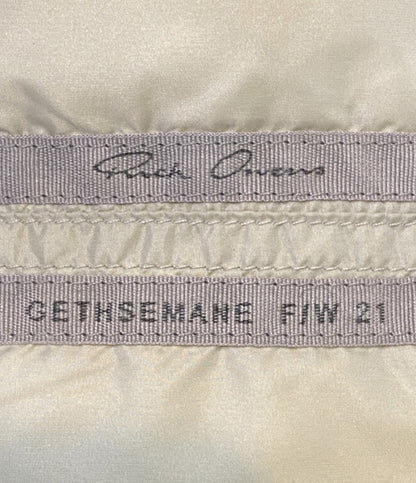 Rick Owens
GETHSEMANE F/W 21